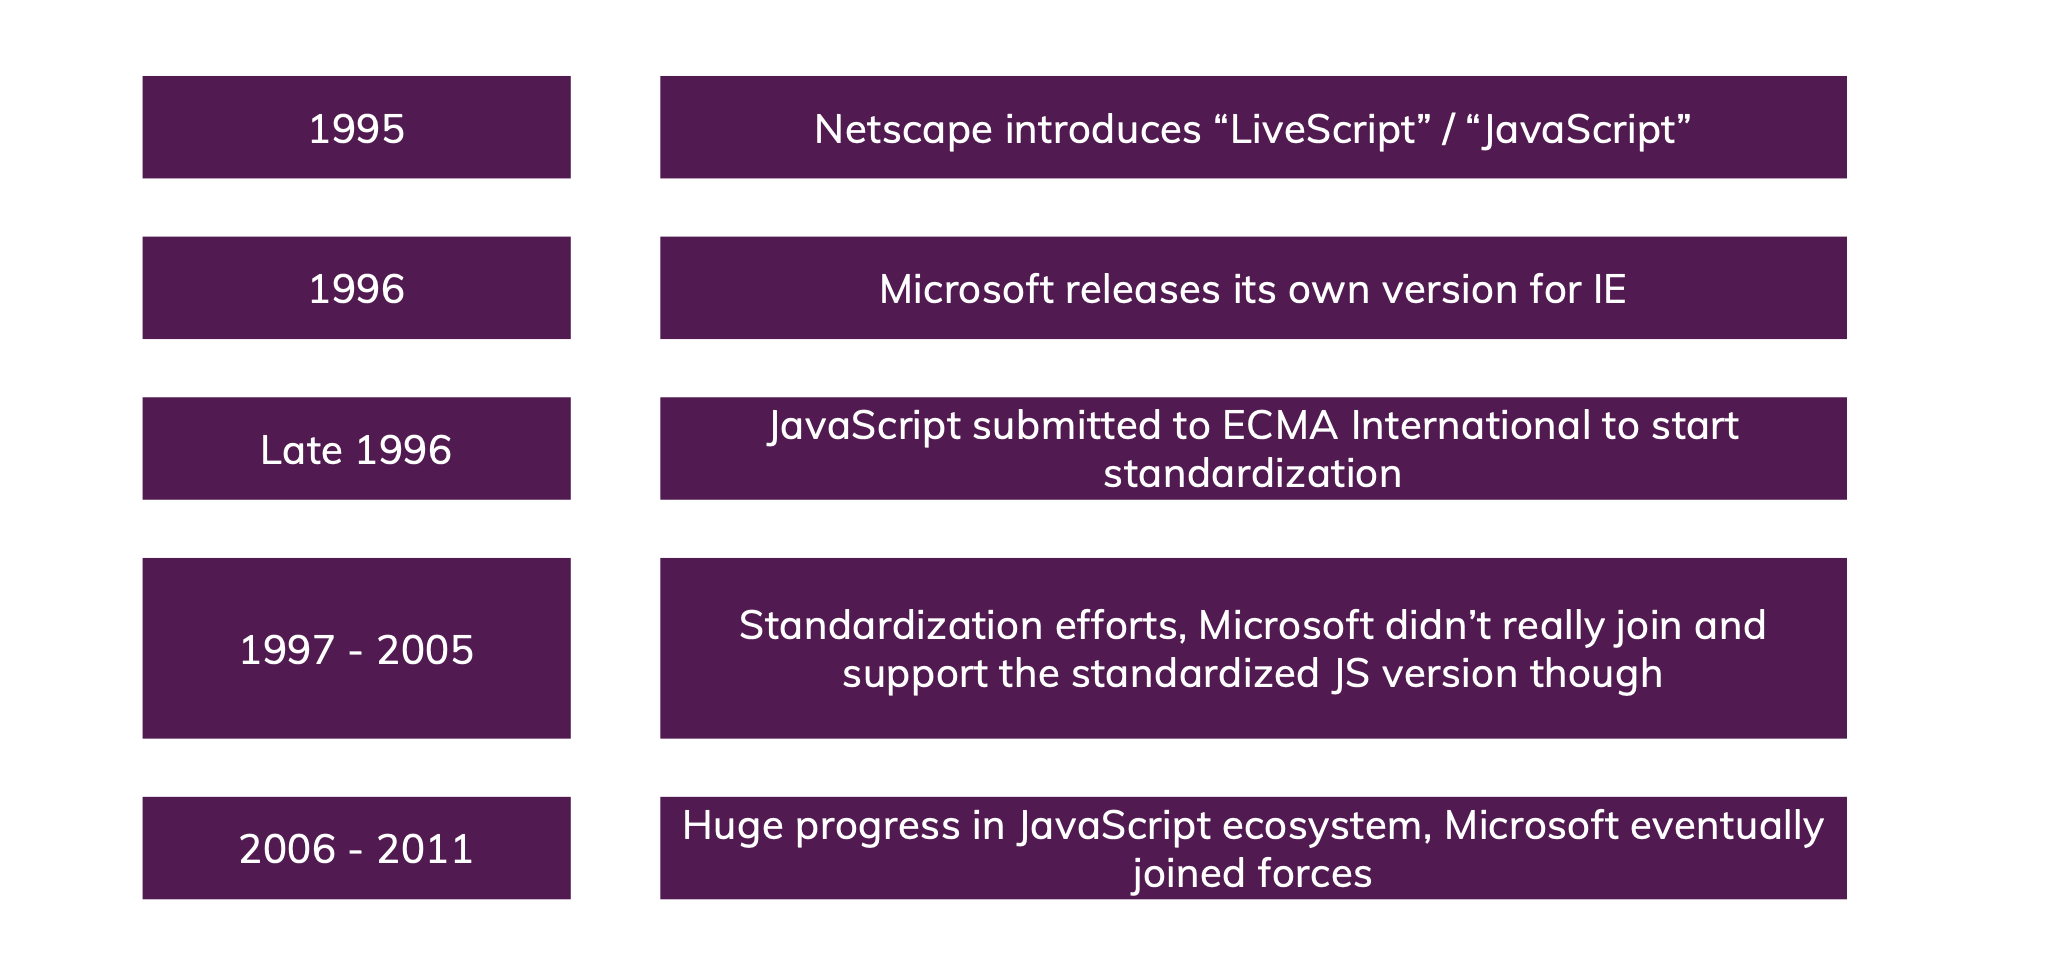 1995
Netscape introduces “LiveScript” / “JavaScript”
1996
Microsoft releases its own version for IE
Late 1996
JavaScript submitted to ECMA International to start
standardization
1997 - 2005
Standardization efforts, Microsoft didn’t really join and
support the standardized JS version though
2006 - 2011
Huge progress in JavaScript ecosystem, Microsoft eventually
joined forces